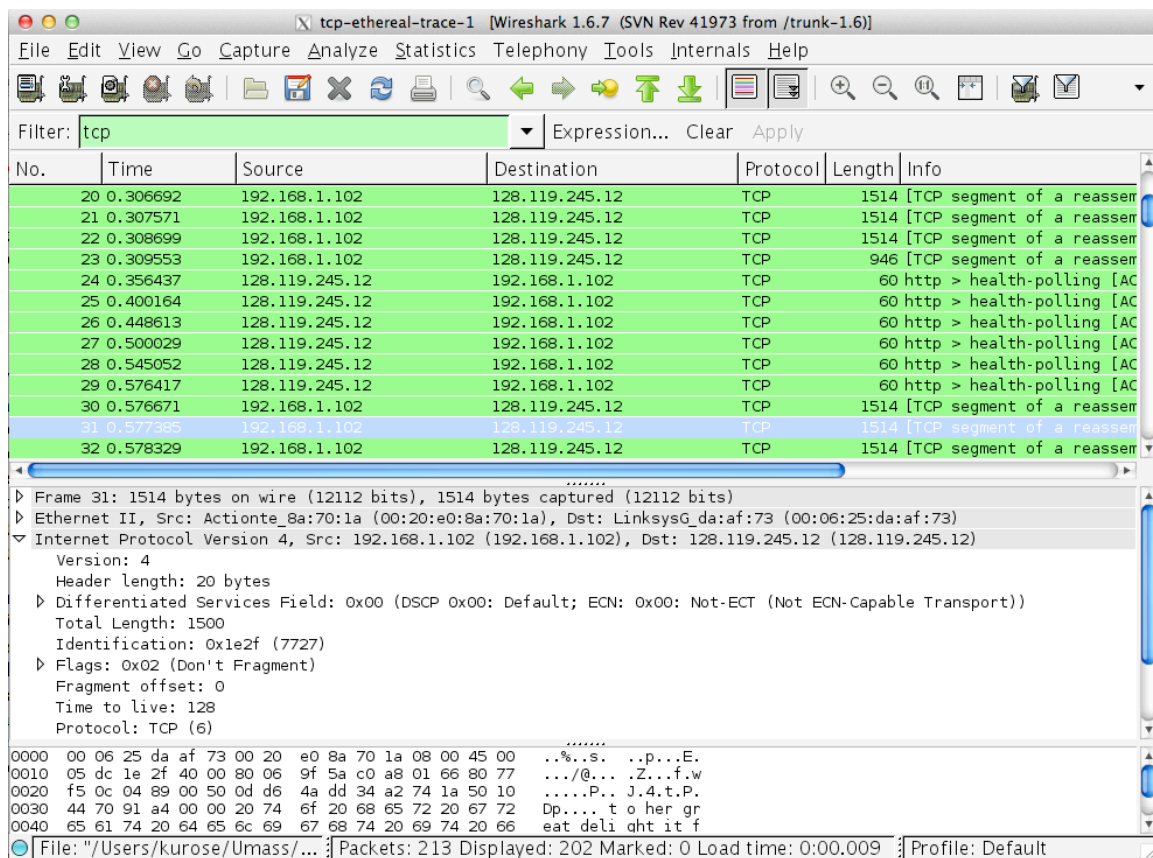 tcp-ethereal-trace-1 [Wireshark 1.6.7 (SVN Rev 41973 from /trunk-1.6)]
File Edit View Go Capture Analyze Statistics Telephony Tools Internals Help
Filter: tcp Expression... Clear Apply
No. Time Source Destination Protocol Length Info
20 0.306692 192.168.1.102 128.119.245.12 TCP 1514 [TCP segment of a reassem
21 0.307571 192.168.1.102 128.119.245.12 TCP 1514 [TCP segment of a reassem
22 0.308699 192.168.1.102 128.119.245.12 TCP 1514 [TCP segment of a reassem
23 0.309553 192.168.1.102 128.119.245.12 TCP 946 [TCP segment of a reassem
24 0.356437 128.119.245.12 192.168.1.102 TCP 60 http > health-polling [AC
25 0.400164 128.119.245.12 192.168.1.102 TCP 60 http > health-polling [AC
26 0.448613 128.119.245.12 192.168.1.102 TCP 60 http > health-polling [AC
27 0.500029 128.119.245.12 192.168.1.102 TCP 60 http > health-polling [AC
28 0.545052 128.119.245.12 192.168.1.102 TCP 60 http > health-polling [AC
29 0.576417 128.119.245.12 192.168.1.102 TCP 60 http > health-polling [AC
30 0.576671 192.168.1.102 128.119.245.12 TCP 1514 [TCP segment of a reassem
31 0.577385 192.168.1.102 128.119.245.12 TCP 1514 [TCP segment of a reassem
32 0.578329 192.168.1.102 128.119.245.12 TCP 1514 [TCP segment of a reassem
Frame 31: 1514 bytes on wire (12112 bits), 1514 bytes captured (12112 bits)
Ethernet II, Src: Actionte_8a:70:1a (00:20:e0:8a:70:1a), Dst: LinksysG_da:af:73 (00:06:25:da:af:73)
Internet Protocol Version 4, Src: 192.168.1.102 (192.168.1.102), Dst: 128.119.245.12 (128.119.245.12)
Version: 4
Header length: 20 bytes
Differentiated Services Field: 0x00 (DSCP 0x00: Default; ECN: 0x00: Not-ECT (Not ECN-Capable Transport))
Total Length: 1500
Identification: 0x1e2f (7727)
Flags: 0x02 (Don't Fragment)
Fragment offset: 0
Time to live: 128
Protocol: TCP (6)
0000 00 06 25 da af 73 00 20 e0 8a 70 1a 08 00 45 00 ..%..s. ..p...E.
0010 05 dc 1e 2f 40 00 80 06 9f 5a c0 a8 01 66 80 77 .../@... .Z...f.w
0020 f5 0c 04 89 00 50 0d d6 4a dd 34 a2 74 1a 50 10 .....P.. J.4.t.P.
0030 44 70 91 a4 00 00 20 74 6f 20 68 65 72 20 67 72 Dp.... t o her gr
0040 65 61 74 20 64 65 6c 69 67 68 74 20 69 74 20 66 eat deli ght it f
File: "/Users/kurose/Umass/... Packets: 213 Displayed: 202 Marked: 0 Load time: 0:00.009 Profile: Default